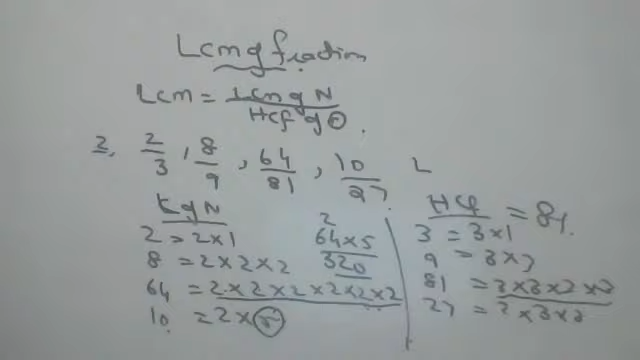 Lcm of fraction
Lcm = Lcm of N / Hcf of D
2, 2/3, 8/9, 64/81, 10/27
L of N
2 = 2×1
8 = 2×2×2
64 = 2×2×2×2×2×2
10 = 2×5
2
64×5
320
HCf = 81
3 = 3×1
9 = 3×3
81 = 3×3×3×3
27 = 3×3×3